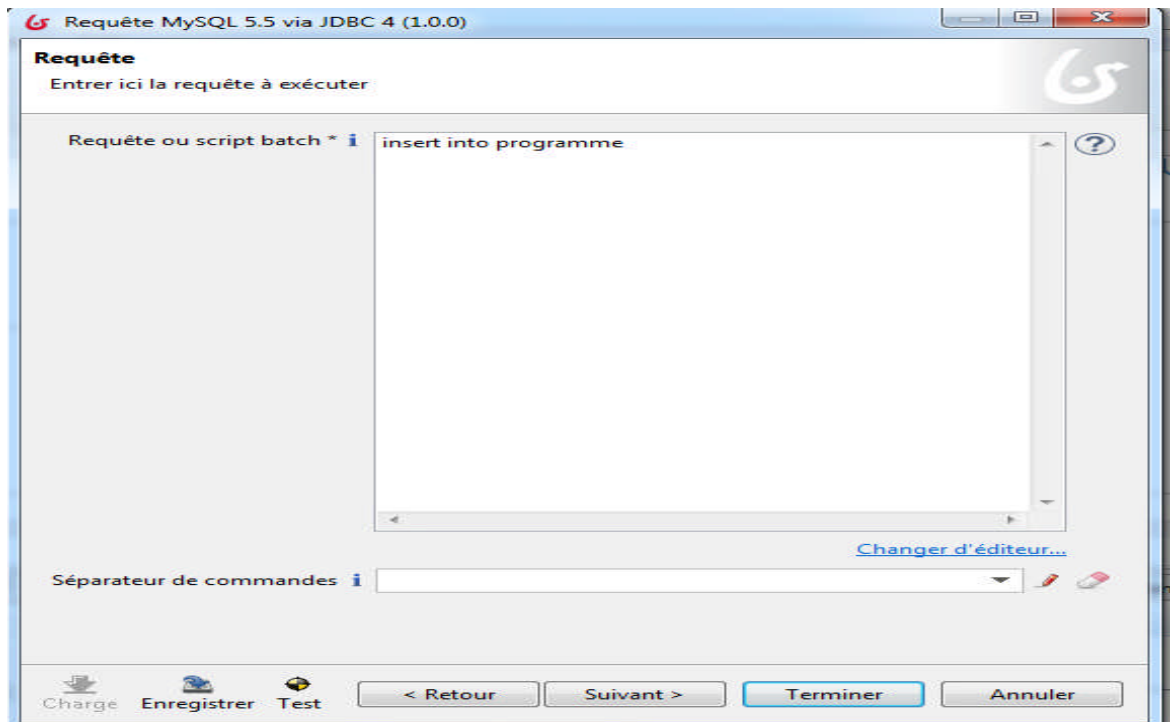 Requête MySQL 5.5 via JDBC 4 (1.0.0)
Requête
Entrer ici la requête à exécuter
Requête ou script batch * i
insert into programme
Changer d'éditeur...
Séparateur de commandes i
Charge Enregistrer Test < Retour Suivant > Terminer Annuler